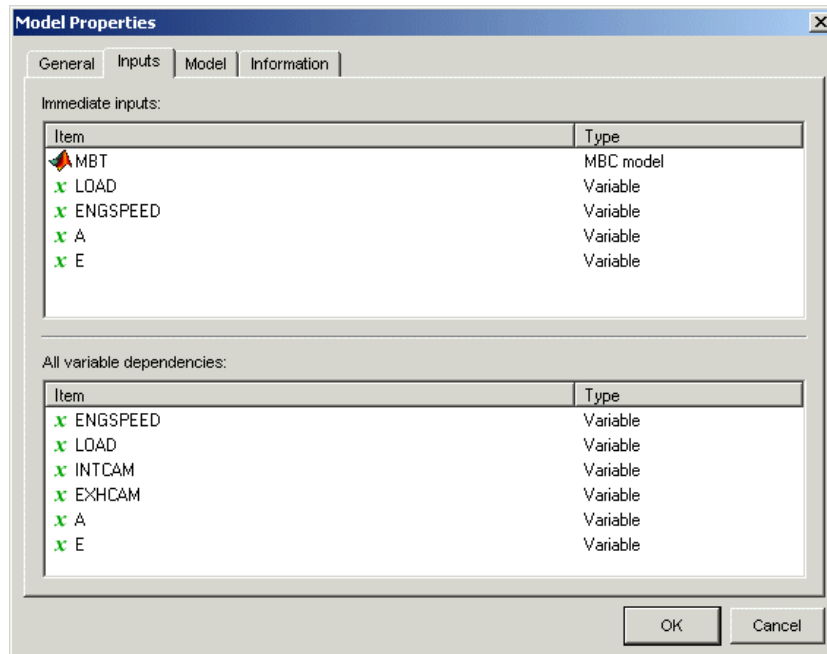 Model Properties
General Inputs Model Information
Immediate inputs:
Item Type
MBT MBC model
x LOAD Variable
x ENGSPEED Variable
x A Variable
x E Variable
All variable dependencies:
Item Type
x ENGSPEED Variable
x LOAD Variable
x INTCAM Variable
x EXHCAM Variable
x A Variable
x E Variable
OK Cancel